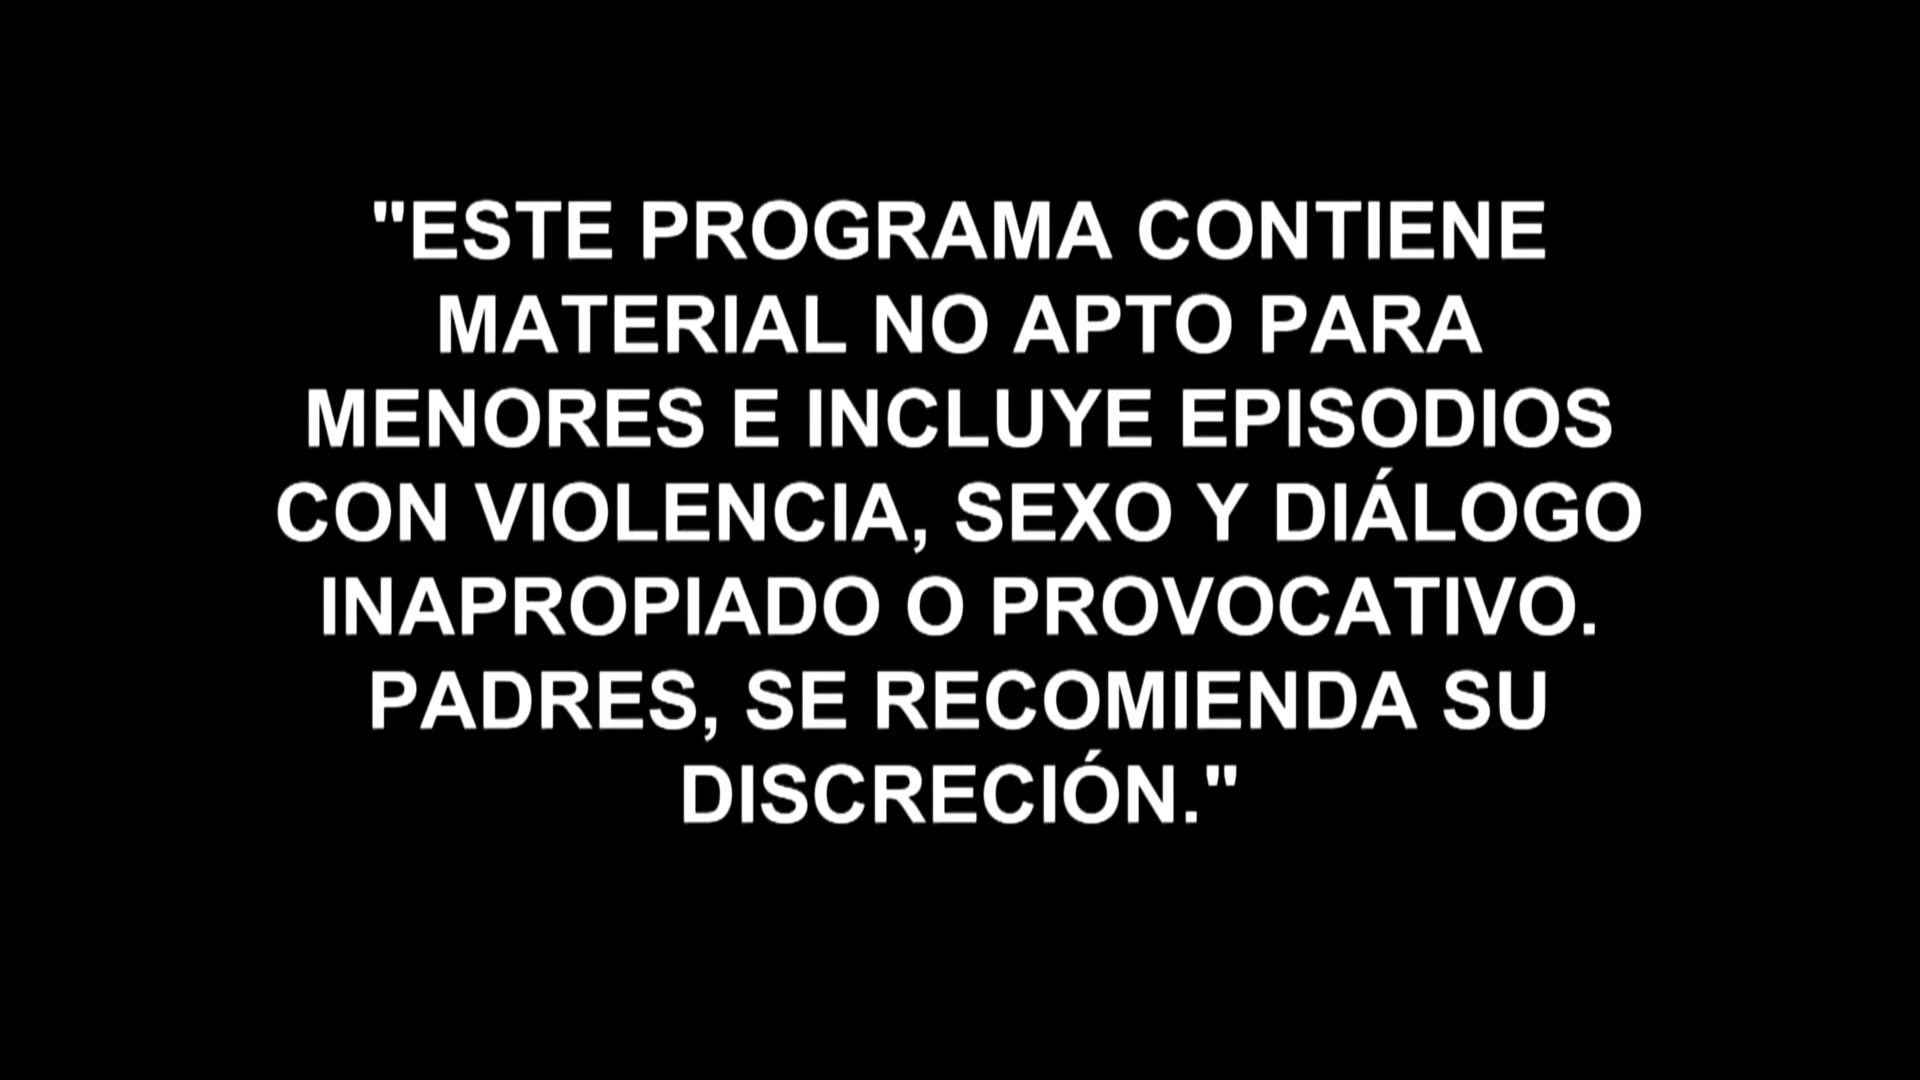 "ESTE PROGRAMA CONTIENE
MATERIAL NO APTO PARA
MENORES E INCLUYE EPISODIOS
CON VIOLENCIA, SEXO Y DIÁLOGO
INAPROPIADO O PROVOCATIVO.
PADRES, SE RECOMIENDA SU
DISCRECIÓN."